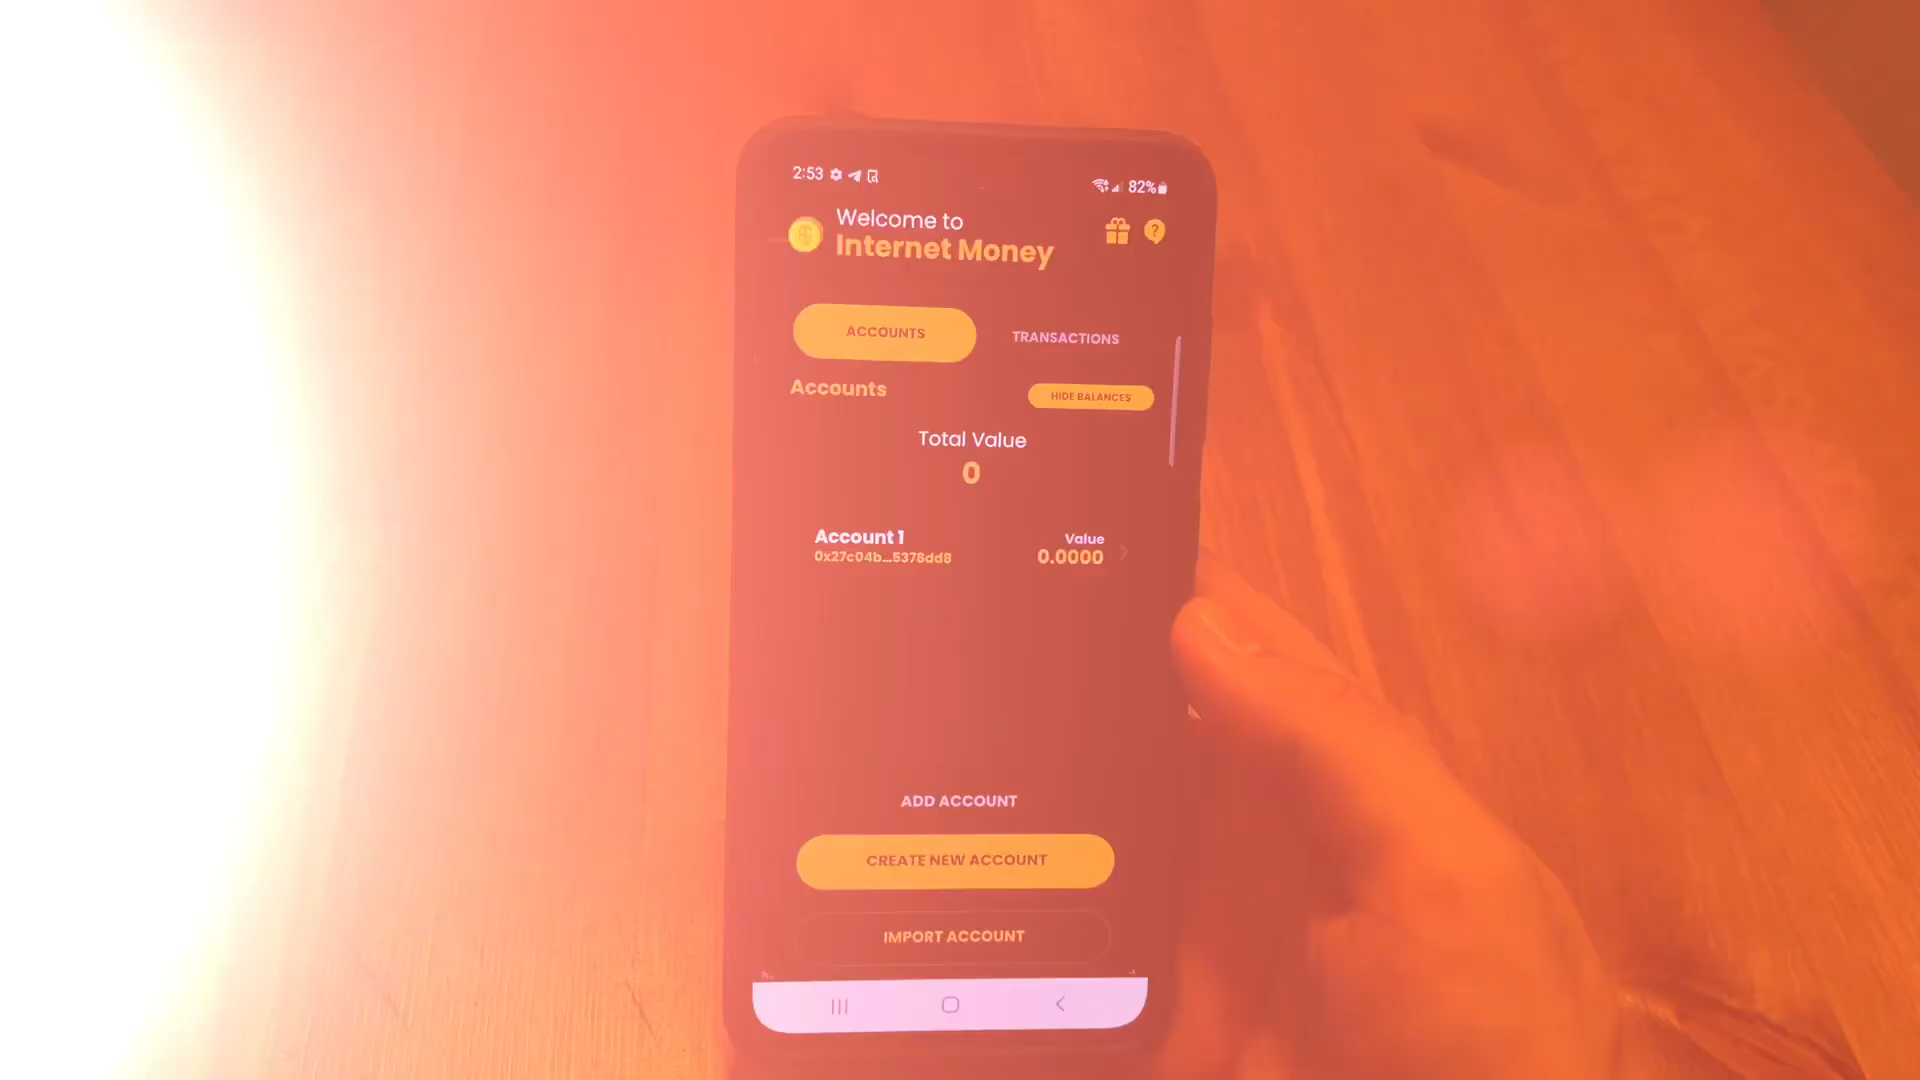 2:53
82%
Welcome to
Internet Money
ACCOUNTS
TRANSACTIONS
Accounts
HIDE BALANCES
Total Value
0
Account 1
Value
0x27c04b...5378dd8
0.0000
ADD ACCOUNT
CREATE NEW ACCOUNT
IMPORT ACCOUNT